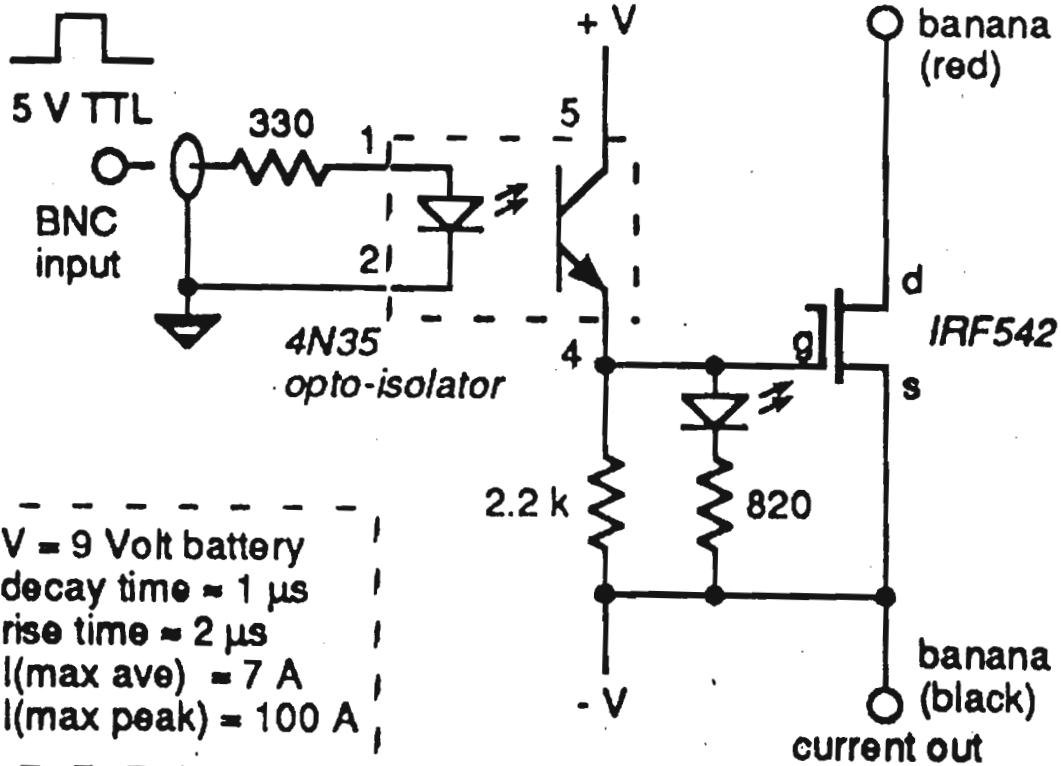 5 V TTL
BNC
input
330
1
2
4N35
opto-isolator
+ V
5
4
2.2 k
820
- V
banana
(red)
d
g
s
IRF542
banana
(black)
current out
V = 9 Volt battery
decay time ≈ 1 µs
rise time ≈ 2 µs
I(max ave) ≈ 7 A
I(max peak) ≈ 100 A